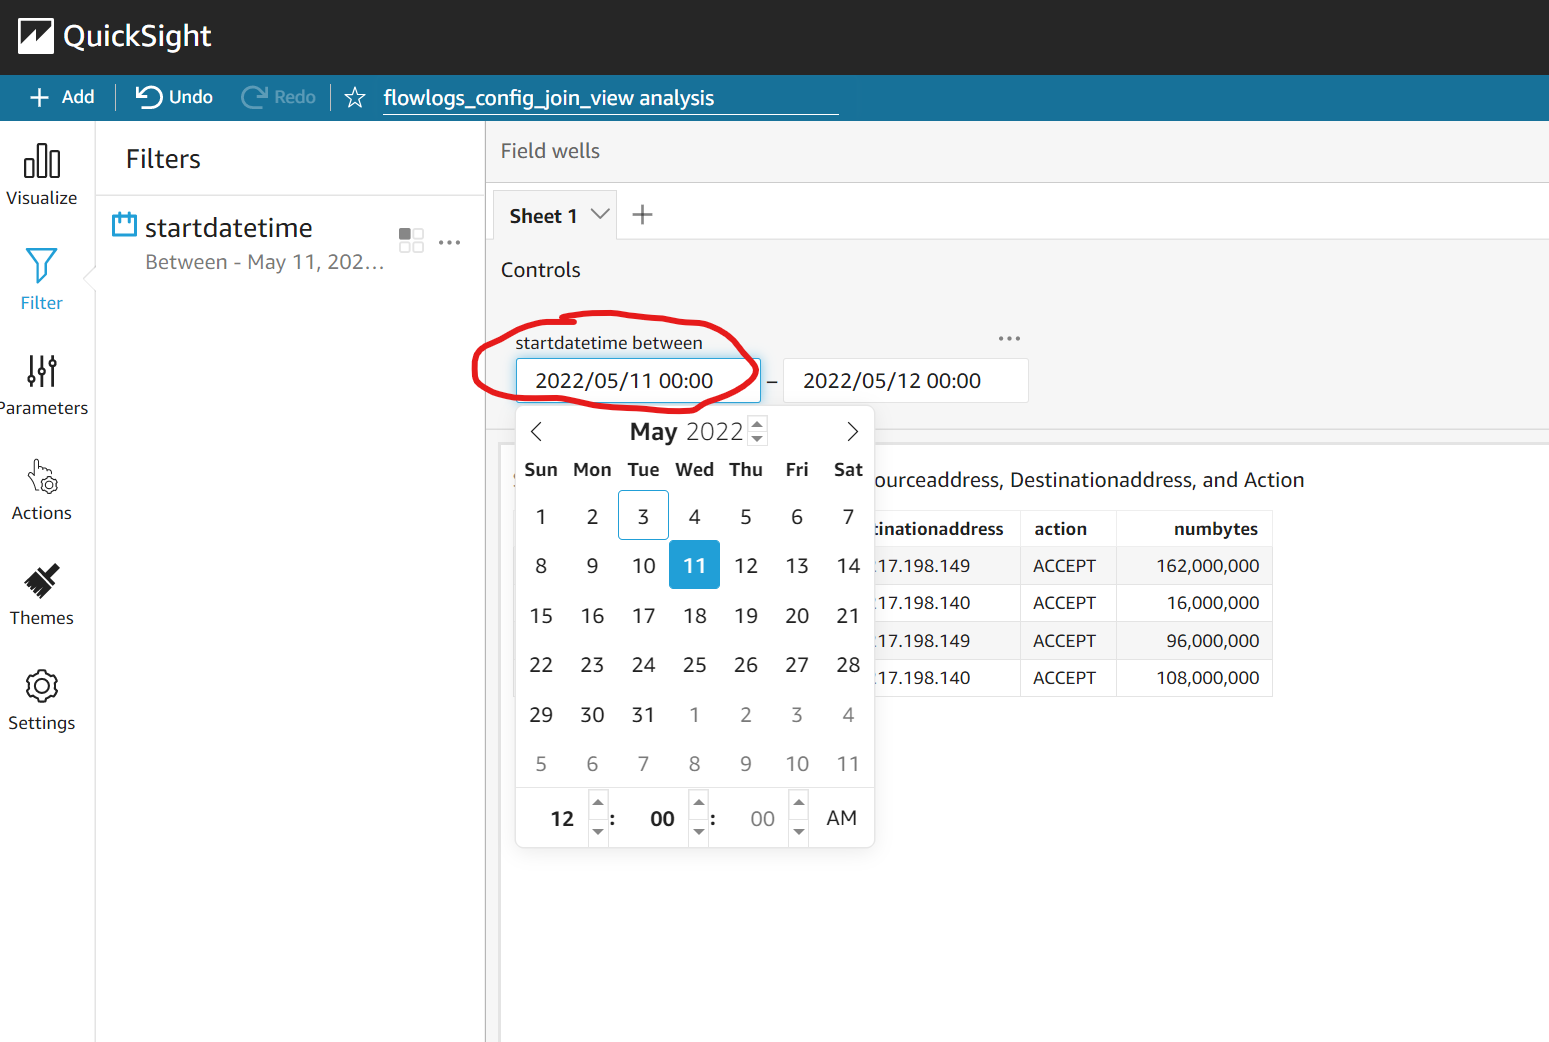 QuickSight
Add Undo Redo flowlogs_config_join_view analysis
Visualize
Filter
Parameters
Actions
Themes
Settings
Filters
startdatetime
Between - May 11, 202...
Field wells
Sheet 1
Controls
startdatetime between
2022/05/11 00:00 – 2022/05/12 00:00
May 2022
Sun Mon Tue Wed Thu Fri Sat
1 2 3 4 5 6 7
8 9 10 11 12 13 14
15 16 17 18 19 20 21
22 23 24 25 26 27 28
29 30 31 1 2 3 4
5 6 7 8 9 10 11
12 : 00 : 00 AM
ourceaddress, Destinationaddress, and Action
tinationaddress action numbytes
17.198.149 ACCEPT 162,000,000
17.198.140 ACCEPT 16,000,000
17.198.149 ACCEPT 96,000,000
17.198.140 ACCEPT 108,000,000